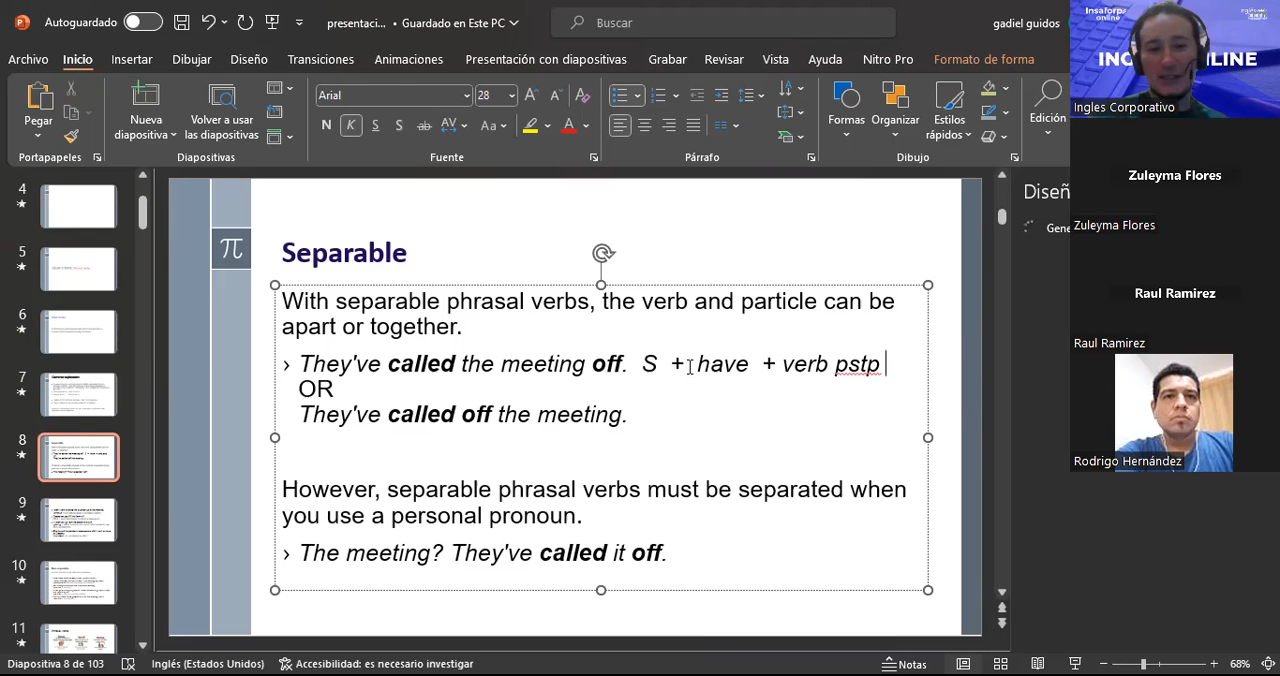 Autoguardado
presentaci... • Guardado en Este PC
Buscar
gadiel guidos
Archivo Inicio Insertar Dibujar Diseño Transiciones Animaciones Presentación con diapositivas Grabar Revisar Vista Ayuda Nitro Pro Formato de forma
Pegar
Nueva diapositiva
Volver a usar las diapositivas
Arial 28
N K S S ab AV Aa A
Formas
Organizar
Estilos rápidos
Edición
Portapapeles Diapositivas Fuente Párrafo Dibujo
4
5
6
7
8
9
10
11
π
Separable
With separable phrasal verbs, the verb and particle can be
apart or together.
› They've called the meeting off. S + have + verb pstp
OR
They've called off the meeting.
However, separable phrasal verbs must be separated when
you use a personal pronoun.
› The meeting? They've called it off.
Diseñ
Gene
Insaforp
online
Ingles Corporativo
Zuleyma Flores
Zuleyma Flores
Raul Ramirez
Raul Ramirez
Rodrigo Hernández
Diapositiva 8 de 103 Inglés (Estados Unidos) Accesibilidad: es necesario investigar Notas 68%